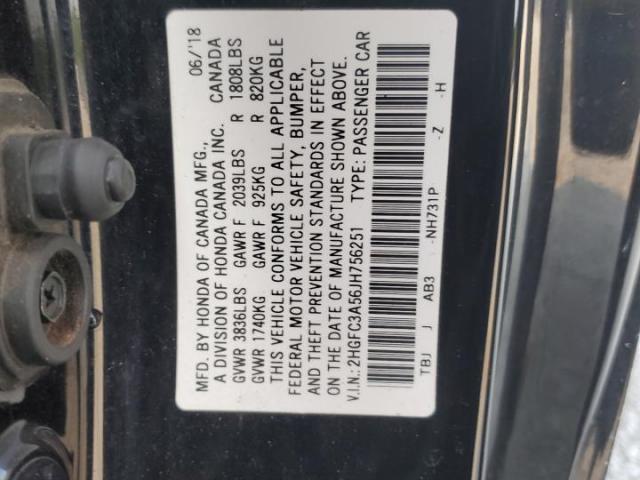 MFD. BY HONDA OF CANADA MFG., 06/'18
A DIVISION OF HONDA CANADA INC. CANADA
GVWR 3836LBS GAWR F 2039LBS R 1808LBS
GVWR 1740KG GAWR F 925KG R 820KG
THIS VEHICLE CONFORMS TO ALL APPLICABLE
FEDERAL MOTOR VEHICLE SAFETY, BUMPER,
AND THEFT PREVENTION STANDARDS IN EFFECT
ON THE DATE OF MANUFACTURE SHOWN ABOVE.
V.I.N.: 2HGFC3A56JH756251 TYPE: PASSENGER CAR
TBJ J AB3 -NH731P -Z -H